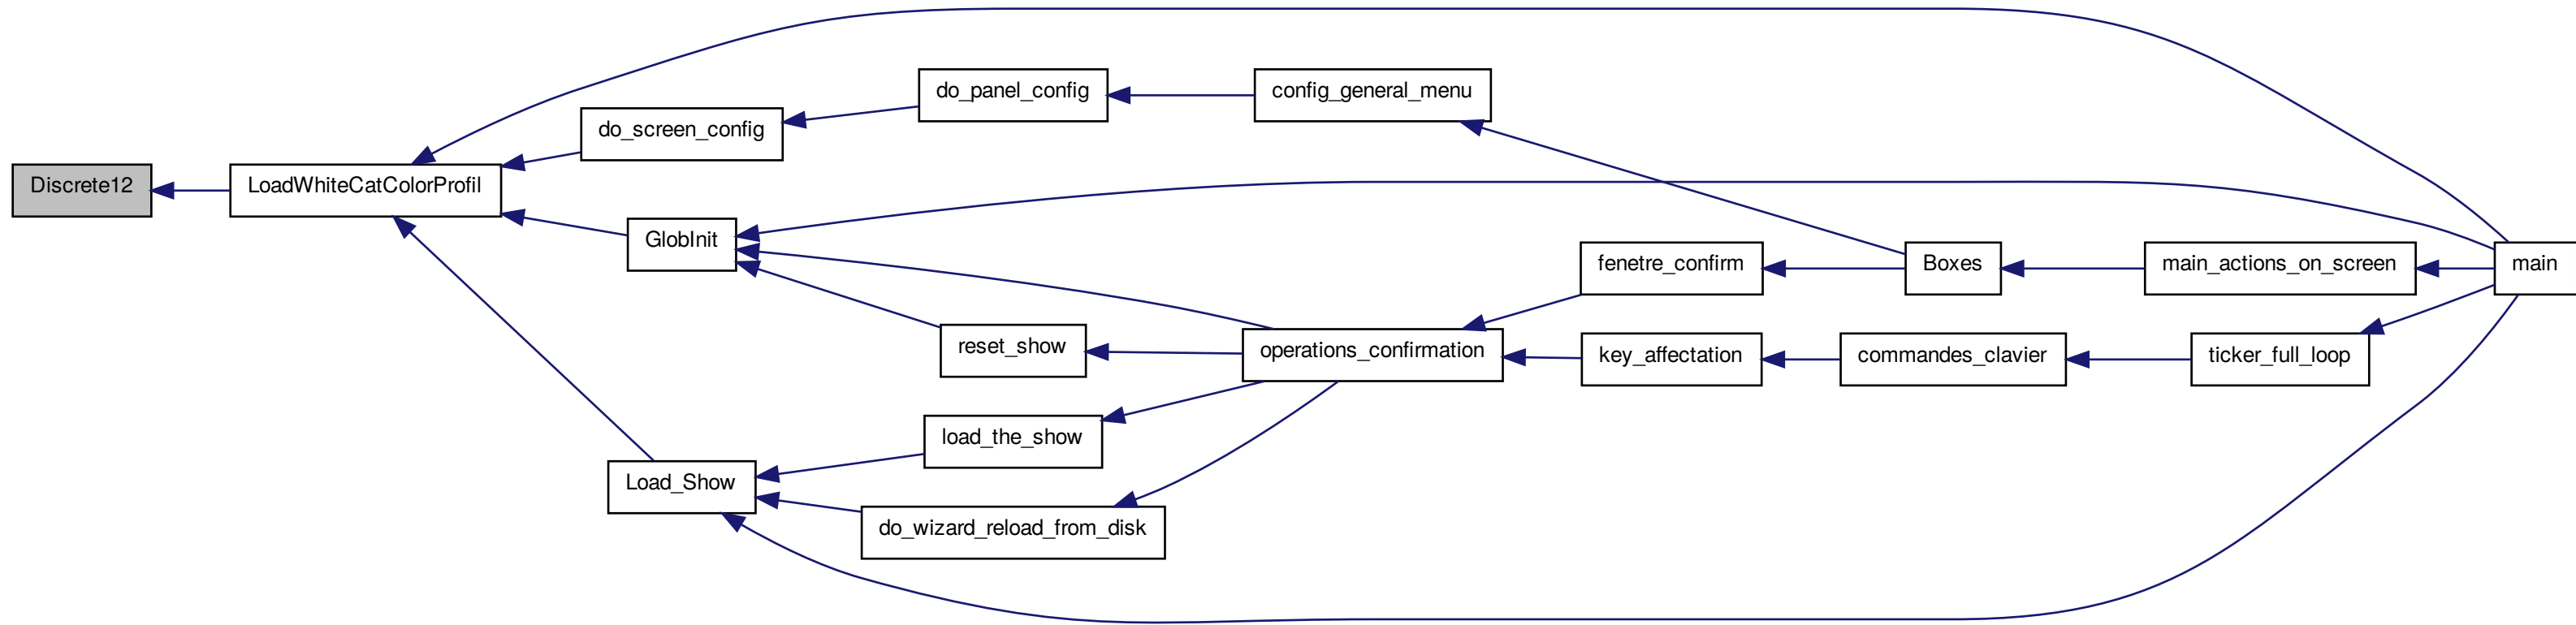 Discrete12
LoadWhiteCatColorProfil
do_screen_config
do_panel_config
config_general_menu
GlobInit
reset_show
operations_confirmation
fenetre_confirm
Boxes
main_actions_on_screen
main
key_affectation
commandes_clavier
ticker_full_loop
load_the_show
Load_Show
do_wizard_reload_from_disk